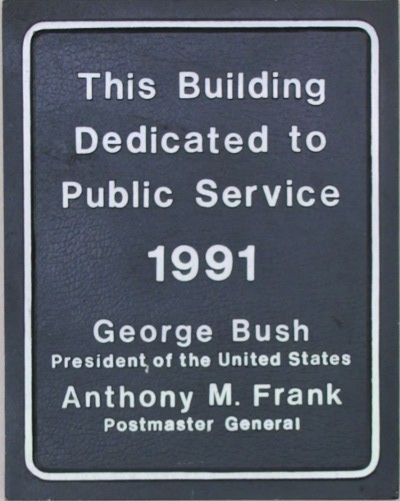 This Building
Dedicated to
Public Service
1991
George Bush
President of the United States
Anthony M. Frank
Postmaster General